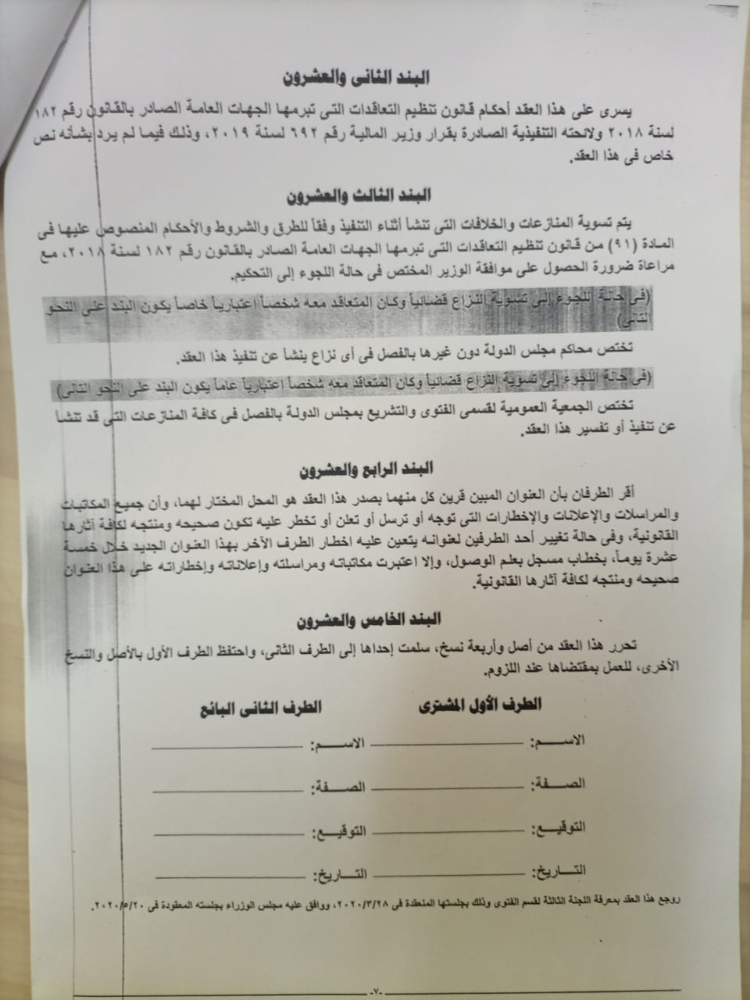 البند الثانى والعشرون
يسرى على هذا العقد أحكام قانون تنظيم التعاقدات التى تبرمها الجهات العامة الصادر بالقانون رقم ١٨٢
لسنة ٢٠١٨ ولائحته التنفيذية الصادرة بقرار وزير المالية رقم ٦٩٢ لسنة ٢٠١٩، وذلك فيما لم يرد بشأنه نص
خاص فى هذا العقد.
البند الثالث والعشرون
يتم تسوية المنازعات والخلافات التى تنشأ أثناء التنفيذ وفقاً للطرق والشروط والأحكام المنصوص عليها فى
المادة (٩١) من قانون تنظيم التعاقدات التى تبرمها الجهات العامة الصادر بالقانون رقم ١٨٢ لسنة ٢٠١٨، مع
مراعاة ضرورة الحصول على موافقة الوزير المختص فى حالة اللجوء إلى التحكيم.
(فى حالة اللجوء إلى تسوية النزاع قضائياً وكان المتعاقد معه شخصاً اعتبارياً خاصاً يكون البند على النحو
التالى)
تختص محاكم مجلس الدولة دون غيرها بالفصل فى أى نزاع ينشأ عن تنفيذ هذا العقد.
(فى حالة اللجوء إلى تسوية النزاع قضائياً وكان المتعاقد معه شخصاً اعتبارياً عاماً يكون البند على النحو التالى)
تختص الجمعية العمومية لقسمى الفتوى والتشريع بمجلس الدولة بالفصل فى كافة المنازعات التى قد تنشأ
عن تنفيذ أو تفسير هذا العقد.
البند الرابع والعشرون
أقر الطرفان بأن العنوان المبين قرين كل منهما بصدر هذا العقد هو المحل المختار لهما، وأن جميع المكاتبات
والمراسلات والإعلانات والإخطارات التى توجه أو ترسل أو تعلن أو تخطر عليه تكون صحيحه ومنتجه لكافة آثارها
القانونية، وفى حالة تغيير أحد الطرفين لعنوانه يتعين عليه اخطار الطرف الآخر بهذا العنوان الجديد خلال خمسة
عشرة يوماً، بخطاب مسجل بعلم الوصول، وإلا اعتبرت مكاتباته ومراسلته وإعلاناته وإخطاراته على هذا العنوان
صحيحه ومنتجه لكافة آثارها القانونية.
البند الخامس والعشرون
تحرر هذا العقد من أصل وأربعة نسخ، سلمت إحداها إلى الطرف الثانى، واحتفظ الطرف الأول بالأصل والنسخ
الأخرى، للعمل بمقتضاها عند اللزوم.
الطرف الأول المشترى الطرف الثانى البائع
الاســـم: الاســـم:
الصـــفة: الصـــفة:
التوقيـــع: التوقيـــع:
التـــاريخ: التـــاريخ:
روجع هذا العقد بمعرفة اللجنة الثالثة لقسم الفتوى وذلك بجلستها المنعقدة فى ٢٠٢٠/٣/٢٨، ووافق عليه مجلس الوزراء بجلسته المعقودة فى ٢٠٢٠/٥/٢٠.
-٧-